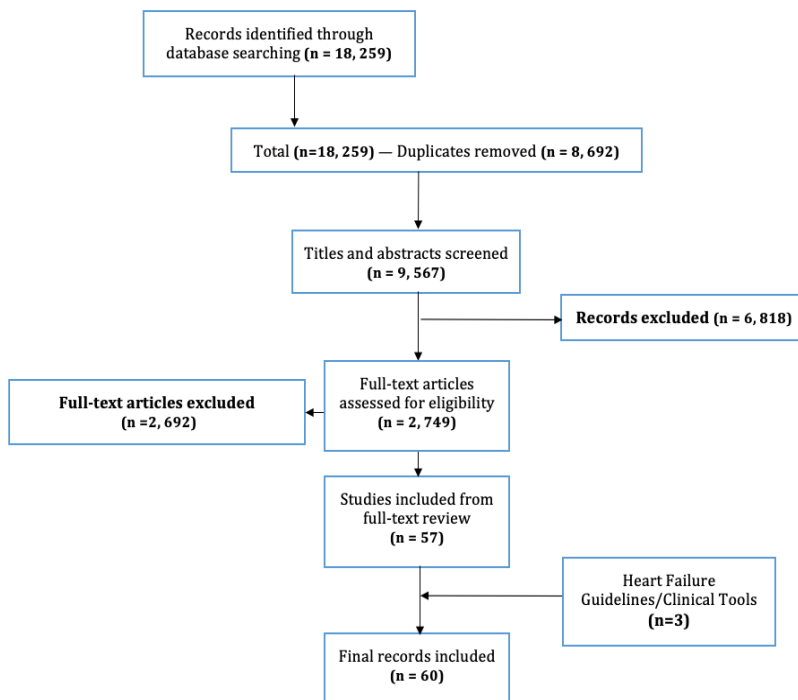 Records identified through
database searching (n = 18, 259)
Total (n=18, 259) — Duplicates removed (n = 8, 692)
Titles and abstracts screened
(n = 9, 567)
Records excluded (n = 6, 818)
Full-text articles
assessed for eligibility
(n = 2, 749)
Full-text articles excluded
(n =2, 692)
Studies included from
full-text review
(n = 57)
Heart Failure
Guidelines/Clinical Tools
(n=3)
Final records included
(n = 60)